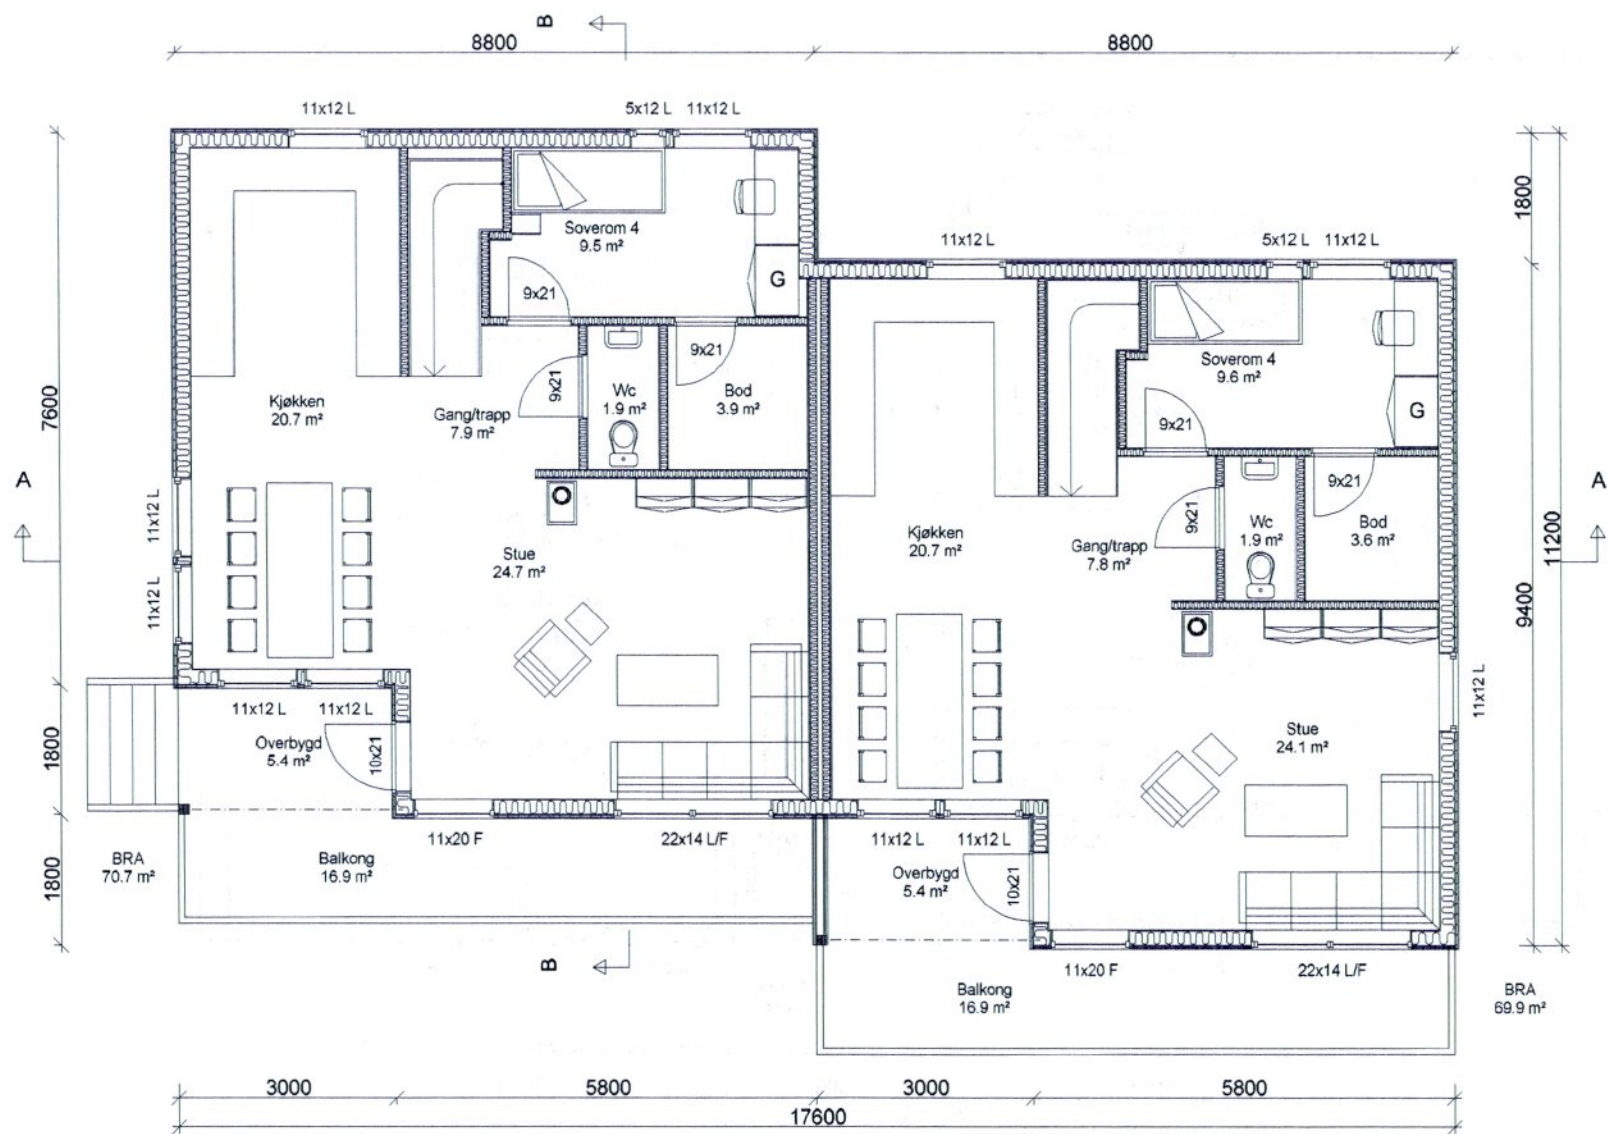 B
8800
8800
11x12 L
5x12 L
11x12 L
1800
Soverom 4
9.5 m²
11x12 L
5x12 L
11x12 L
G
9x21
9x21
Soverom 4
9.6 m²
7600
Kjøkken
20.7 m²
Gang/trapp
7.9 m²
9x21
Wc
1.9 m²
Bod
3.9 m²
9x21
G
A
9x21
A
11x12 L
Kjøkken
20.7 m²
Gang/trapp
7.8 m²
9x21
Wc
1.9 m²
Bod
3.6 m²
11200
Stue
24.7 m²
11x12 L
9400
11x12 L
11x12 L
11x12 L
1800
Overbygd
5.4 m²
10x21
Stue
24.1 m²
11x20 F
22x14 L/F
11x12 L
11x12 L
1800
BRA
70.7 m²
Balkong
16.9 m²
Overbygd
5.4 m²
10x21
B
11x20 F
22x14 L/F
Balkong
16.9 m²
BRA
69.9 m²
3000
5800
3000
5800
17600